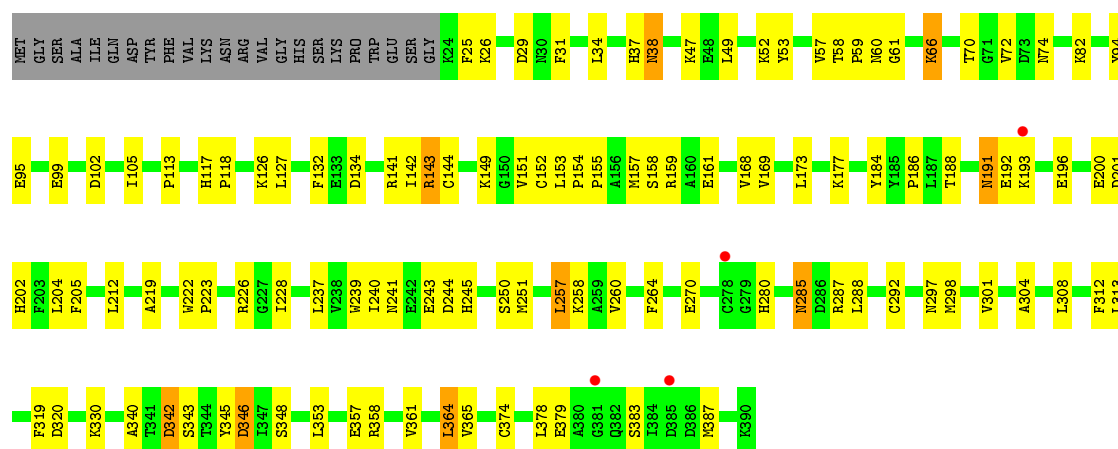 MET GLY SER ALA ILE GLN ASP TYR PHE VAL LYS ASN ARG VAL GLY HIS SER LYS PRO TRP GLU SER GLY K24 F25 K26 D29 N30 F31 L34 H37 N38 K47 E48 L49 K52 Y53 V57 T58 P59 N60 G61 K66 T70 G71 V72 D73 N74 K82 Y94
E95 E99 D102 I105 P113 H117 P118 K126 L127 F132 E133 D134 R141 I142 R143 C144 K149 G150 V151 C152 L153 P154 P155 A156 M157 S158 R159 A160 E161 V168 V169 L173 K177 Y184 Y185 P186 L187 T188 N191 E192 K193 E196 E200
H202 F203 L204 F205 L212 A219 W222 P223 R226 G227 I228 L237 V238 W239 I240 N241 E242 E243 D244 H245 S250 M251 L257 K258 A259 V260 F264 E270 C278 G279 H280 N285 D286 R287 L288 C292 N297 M298 V301 A304 L308 F312
F319 D320 K330 A340 T341 D342 S343 T344 Y345 D346 I347 S348 L353 E357 R358 V361 L364 V365 C374 L378 E379 A380 G381 Q382 S383 I384 D385 D386 M387 K390